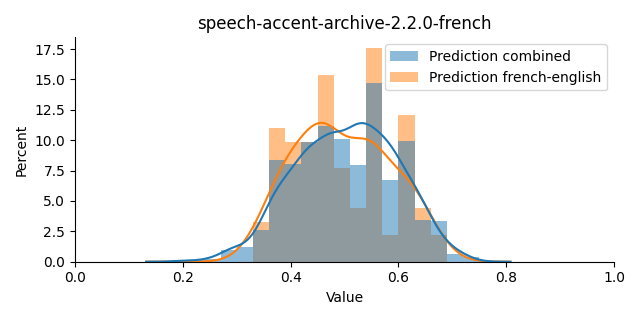 speech-accent-archive-2.2.0-french
Prediction combined
Prediction french-english
17.5
15.0
12.5
10.0
7.5
5.0
2.5
0.0
Percent
0.0 0.2 0.4 0.6 0.8 1.0
Value